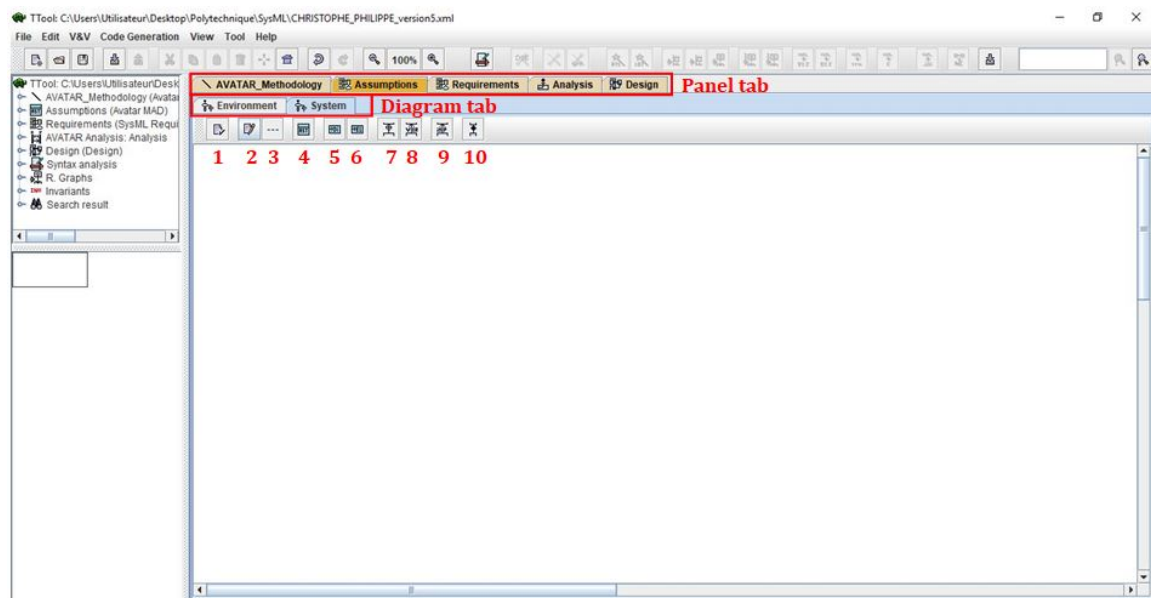 TTool: C:\Users\Utilisateur\Desktop\Polytechnique\SysML\CHRISTOPHE_PHILIPPE_version5.xml
File Edit V&V Code Generation View Tool Help
100%
TTool: C:\Users\Utilisateur\Desk
AVATAR_Methodology (Avatar
Assumptions (Avatar MAD)
Requirements (SysML Requi
AVATAR Analysis: Analysis
Design (Design)
Syntax analysis
R. Graphs
Invariants
Search result
AVATAR_Methodology Assumptions Requirements Analysis Design Panel tab
Environment System Diagram tab
1 2 3 4 5 6 7 8 9 10